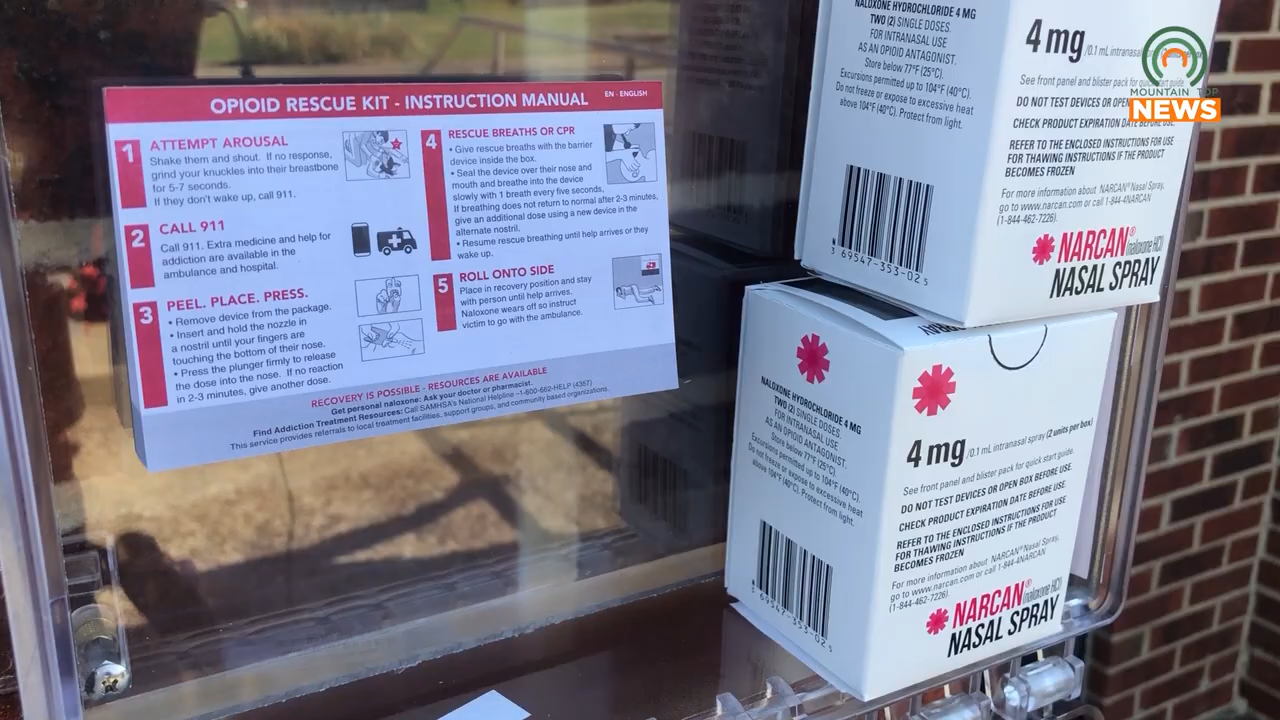 OPIOID RESCUE KIT - INSTRUCTION MANUAL
EN - ENGLISH
1
ATTEMPT AROUSAL
Shake them and shout. If no response,
grind your knuckles into their breastbone
for 5-7 seconds.
If they don't wake up, call 911.
2
CALL 911
Call 911. Extra medicine and help for
addiction are available in the
ambulance and hospital.
3
PEEL. PLACE. PRESS.
• Remove device from the package.
• Insert and hold the nozzle in
a nostril until your fingers are
touching the bottom of their nose.
• Press the plunger firmly to release
the dose into the nose. If no reaction
in 2-3 minutes, give another dose.
4
RESCUE BREATHS OR CPR
• Give rescue breaths with the barrier
device inside the box.
• Seal the device over their nose and
mouth and breathe into the device
slowly with 1 breath every five seconds,
If breathing does not return to normal after 2-3 minutes,
give an additional dose using a new device in the
alternate nostril.
• Resume rescue breathing until help arrives or they
wake up.
5
ROLL ONTO SIDE
Place in recovery position and stay
with person until help arrives.
Naloxone wears off so instruct
victim to go with the ambulance.
RECOVERY IS POSSIBLE - RESOURCES ARE AVAILABLE
Get personal naloxone: Ask your doctor or pharmacist.
Find Addiction Treatment Resources: Call SAMHSA's National Helpline –1-800-662-HELP (4357)
This service provides referrals to local treatment facilities, support groups, and community based organizations.
NALOXONE HYDROCHLORIDE 4 MG
TWO (2) SINGLE DOSES.
FOR INTRANASAL USE
AS AN OPIOID ANTAGONIST.
Store below 77°F (25°C).
Excursions permitted up to 104°F (40°C).
Do not freeze or expose to excessive heat
above 104°F (40°C). Protect from light.
3 69547-353-02 5
4 mg /0.1 mL intranasal
See front panel and blister pack for quick start guide.
DO NOT TEST DEVICES OR OPEN
CHECK PRODUCT EXPIRATION DATE BEFORE USE.
REFER TO THE ENCLOSED INSTRUCTIONS FOR USE
FOR THAWING INSTRUCTIONS IF THE PRODUCT
BECOMES FROZEN
For more information about NARCAN® Nasal Spray,
go to www.narcan.com or call 1-844-4NARCAN
(1-844-462-7226).
NARCAN® (naloxone HCl)
NASAL SPRAY
MOUNTAIN TOP
NEWS
SPRAY
NALOXONE HYDROCHLORIDE 4 MG
TWO (2) SINGLE DOSES.
FOR INTRANASAL USE
AS AN OPIOID ANTAGONIST.
Store below 77°F (25°C).
Excursions permitted up to 104°F (40°C).
Do not freeze or expose to excessive heat
above 104°F (40°C). Protect from light.
3 69547-353-02 5
4 mg /0.1 mL intranasal spray (2 units per box)
See front panel and blister pack for quick start guide.
DO NOT TEST DEVICES OR OPEN BOX BEFORE USE.
CHECK PRODUCT EXPIRATION DATE BEFORE USE.
REFER TO THE ENCLOSED INSTRUCTIONS FOR USE
FOR THAWING INSTRUCTIONS IF THE PRODUCT
BECOMES FROZEN
For more information about NARCAN® Nasal Spray,
go to www.narcan.com or call 1-844-4NARCAN
(1-844-462-7226).
NARCAN® (naloxone HCl)
NASAL SPRAY